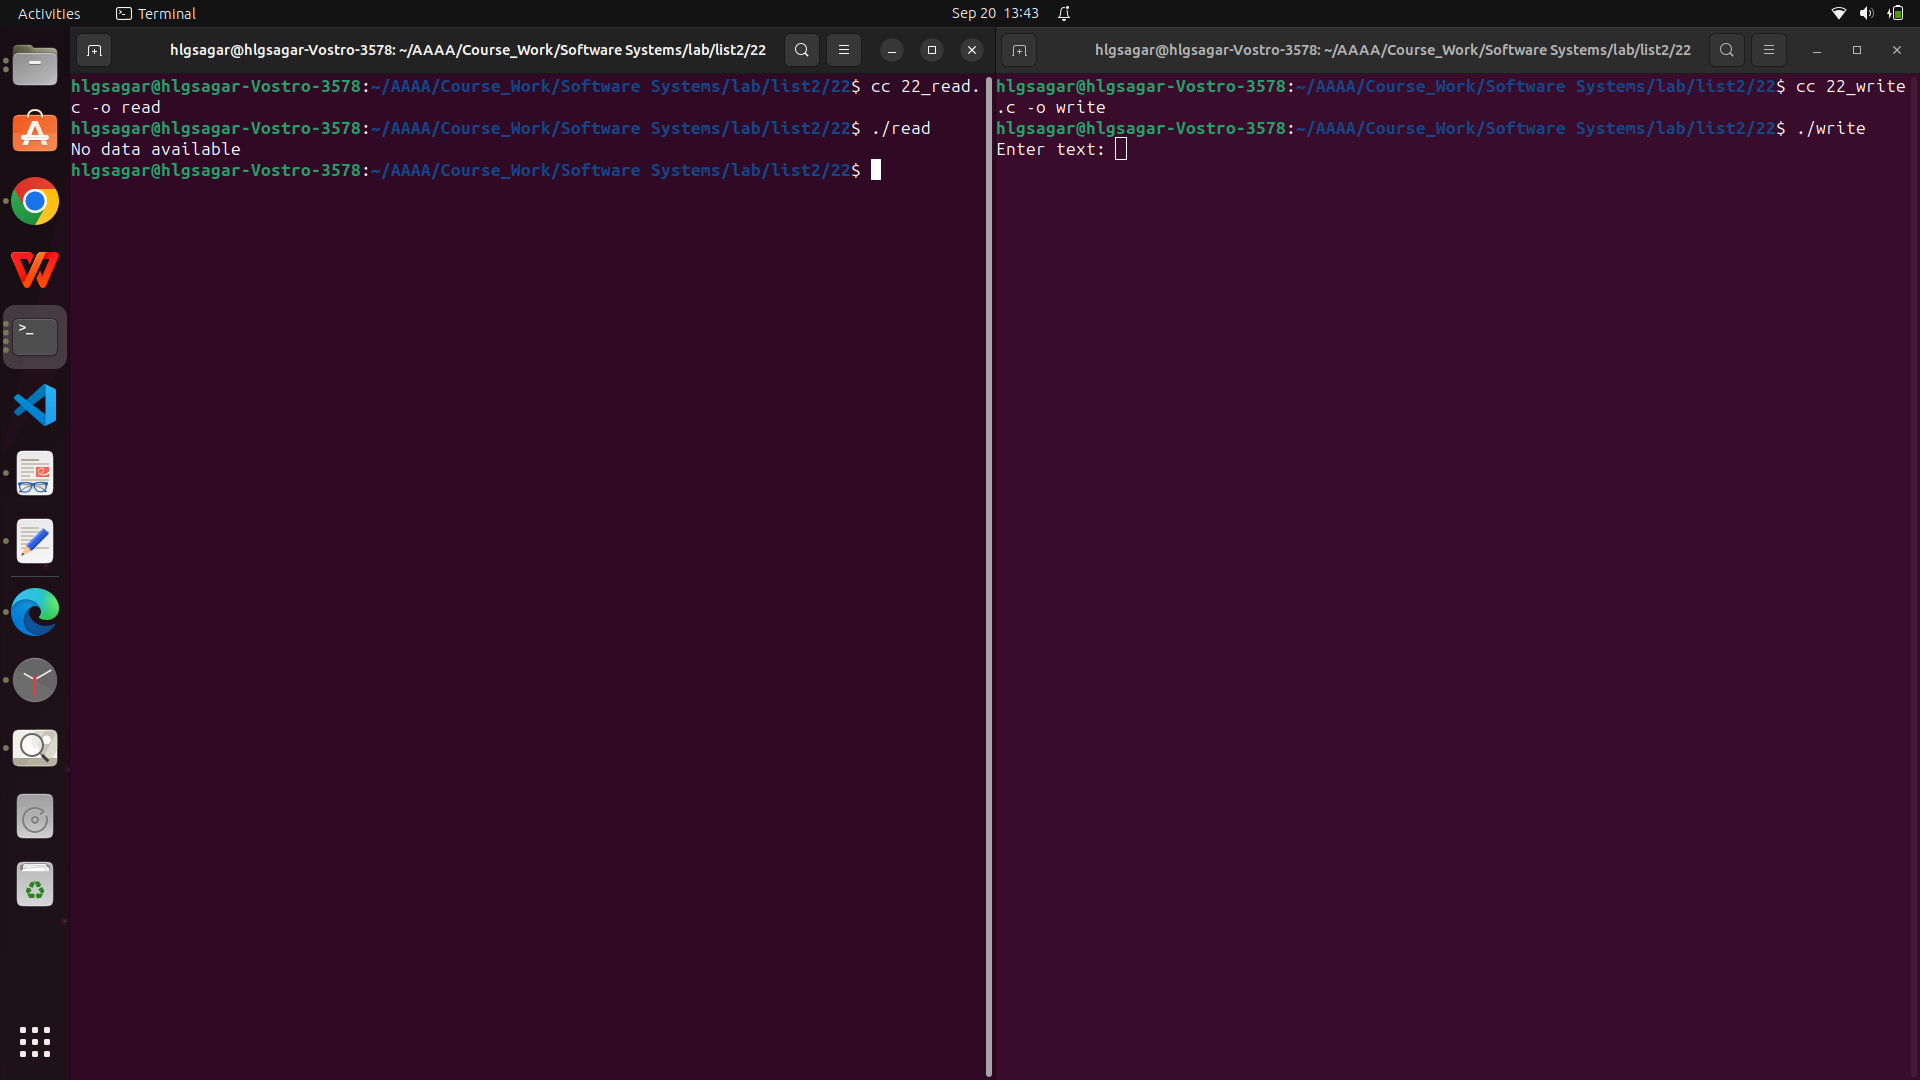 Activities
Terminal
Sep 20 13:43
hlgsagar@hlgsagar-Vostro-3578: ~/AAAA/Course_Work/Software Systems/lab/list2/22
hlgsagar@hlgsagar-Vostro-3578:~/AAAA/Course_Work/Software Systems/lab/list2/22$ cc 22_read.
c -o read
hlgsagar@hlgsagar-Vostro-3578:~/AAAA/Course_Work/Software Systems/lab/list2/22$ ./read
No data available
hlgsagar@hlgsagar-Vostro-3578:~/AAAA/Course_Work/Software Systems/lab/list2/22$
hlgsagar@hlgsagar-Vostro-3578: ~/AAAA/Course_Work/Software Systems/lab/list2/22
hlgsagar@hlgsagar-Vostro-3578:~/AAAA/Course_Work/Software Systems/lab/list2/22$ cc 22_write
.c -o write
hlgsagar@hlgsagar-Vostro-3578:~/AAAA/Course_Work/Software Systems/lab/list2/22$ ./write
Enter text: